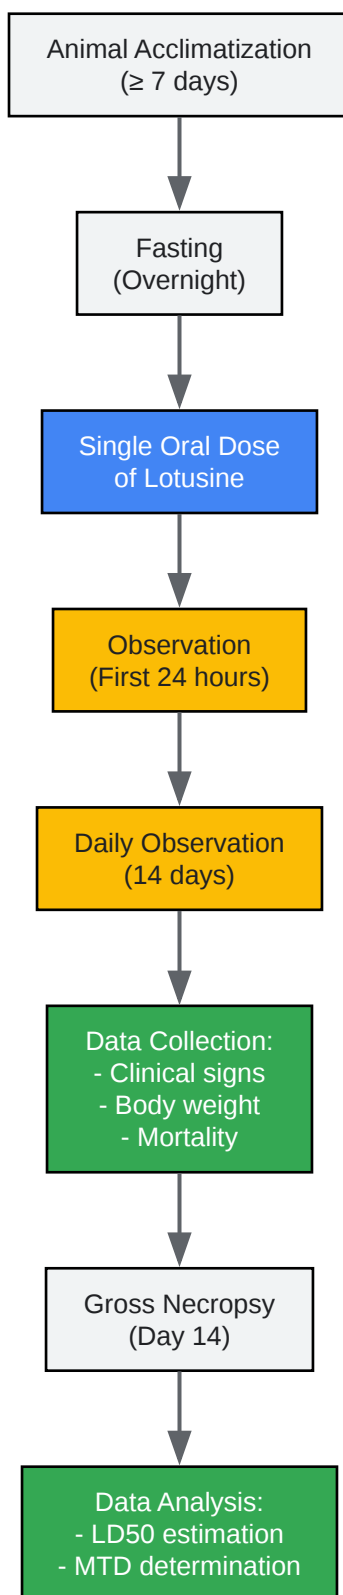 Animal Acclimatization
(≥ 7 days)
Fasting
(Overnight)
Single Oral Dose
of Lotusine
Observation
(First 24 hours)
Daily Observation
(14 days)
Data Collection:
- Clinical signs
- Body weight
- Mortality
Gross Necropsy
(Day 14)
Data Analysis:
- LD50 estimation
- MTD determination